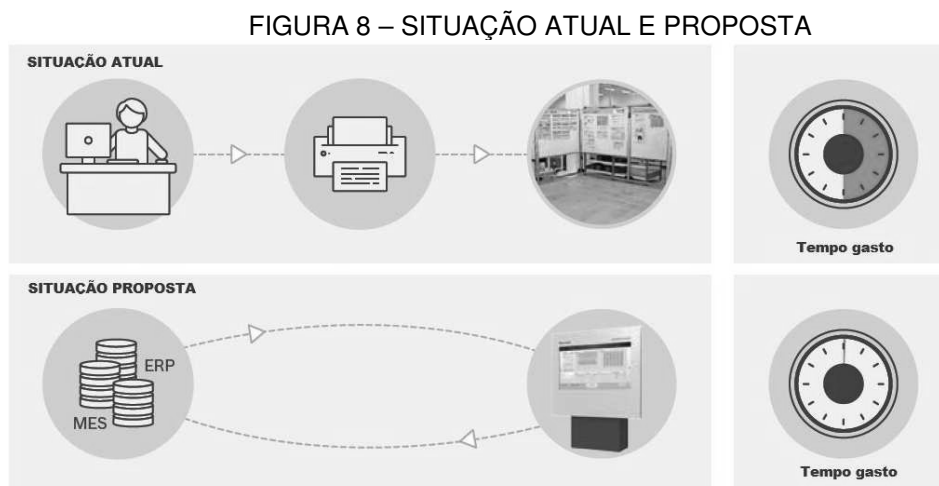 FIGURA 8 – SITUAÇÃO ATUAL E PROPOSTA
SITUAÇÃO ATUAL
Tempo gasto
SITUAÇÃO PROPOSTA
ERP
MES
Tempo gasto